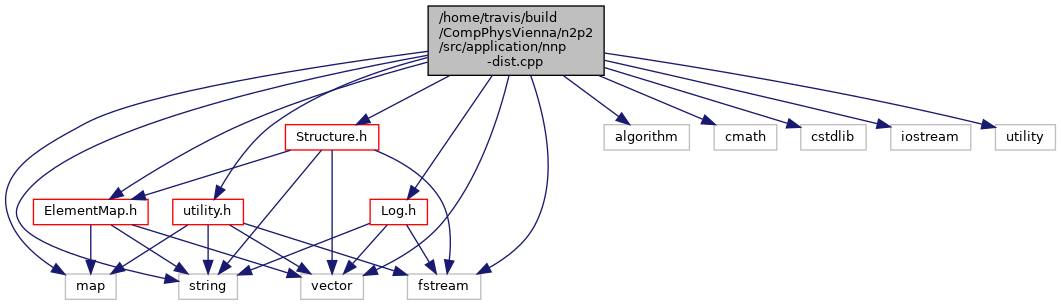 /home/travis/build
/CompPhysVienna/n2p2
/src/application/nnp
-dist.cpp
Structure.h
algorithm
cmath
cstdlib
iostream
utility
ElementMap.h
utility.h
Log.h
map
string
vector
fstream